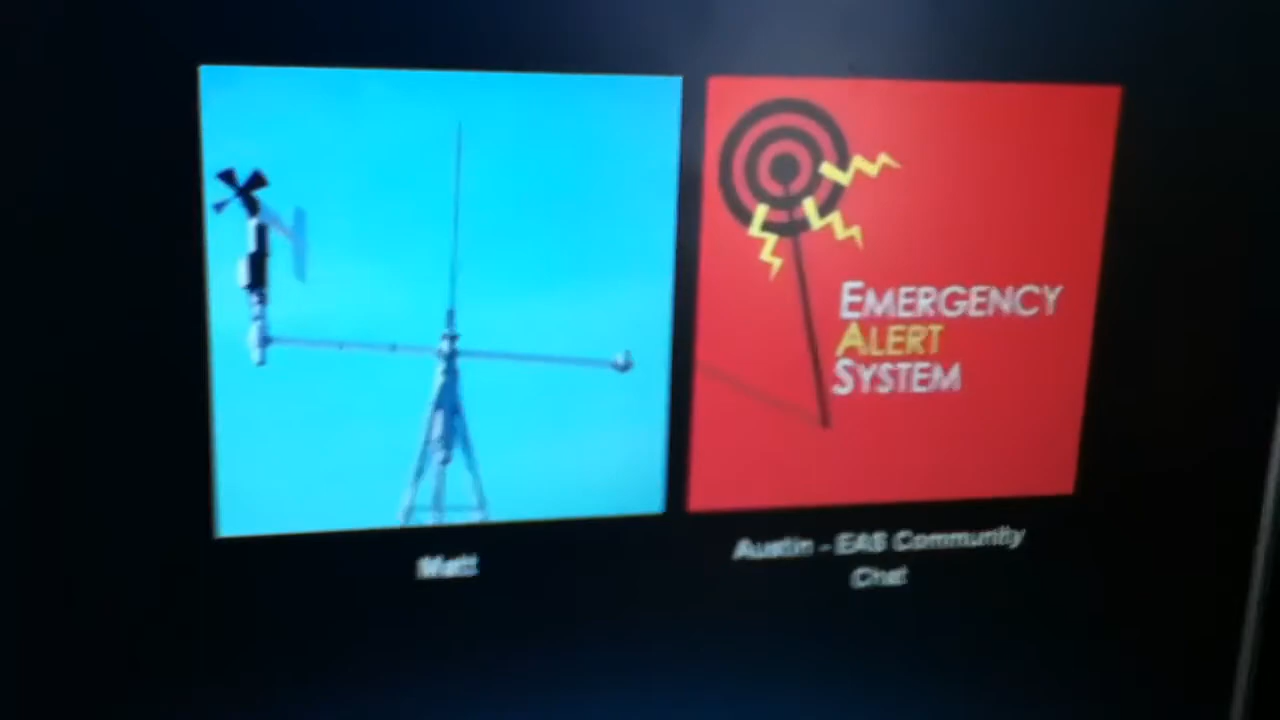 EMERGENCY
ALERT
SYSTEM
Matt
Austin - EAS Community
Chat